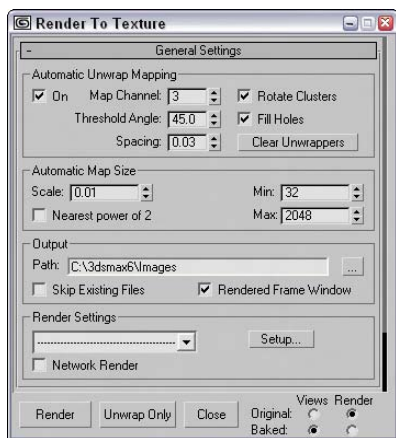 Render To Texture
- General Settings
Automatic Unwrap Mapping
On Map Channel: 3 Rotate Clusters
Threshold Angle: 45.0 Fill Holes
Spacing: 0.03 Clear Unwrappers
Automatic Map Size
Scale: 0.01 Min: 32
Nearest power of 2 Max: 2048
Output
Path: C:\3dsmax6\Images ...
Skip Existing Files Rendered Frame Window
Render Settings
Setup...
Network Render
Views Render
Render Unwrap Only Close Original:
Baked: